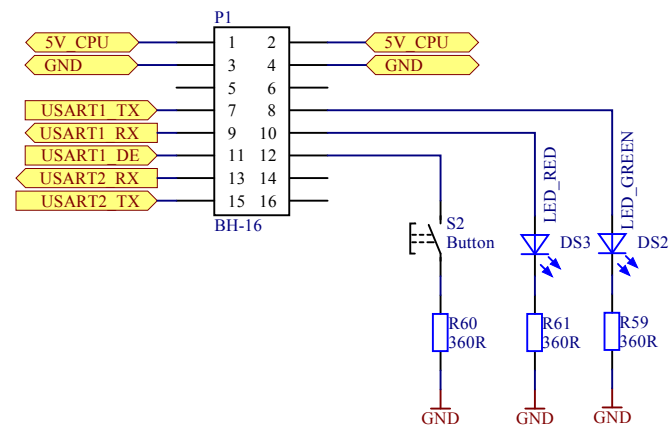 P1
5V_CPU 1 2 5V_CPU
GND 3 4 GND
5 6
USART1_TX 7 8
USART1_RX 9 10
USART1_DE 11 12
USART2_RX 13 14
USART2_TX 15 16
BH-16
LED_RED
LED_GREEN
S2
Button
DS3
DS2
R60
360R
R61
360R
R59
360R
GND
GND
GND